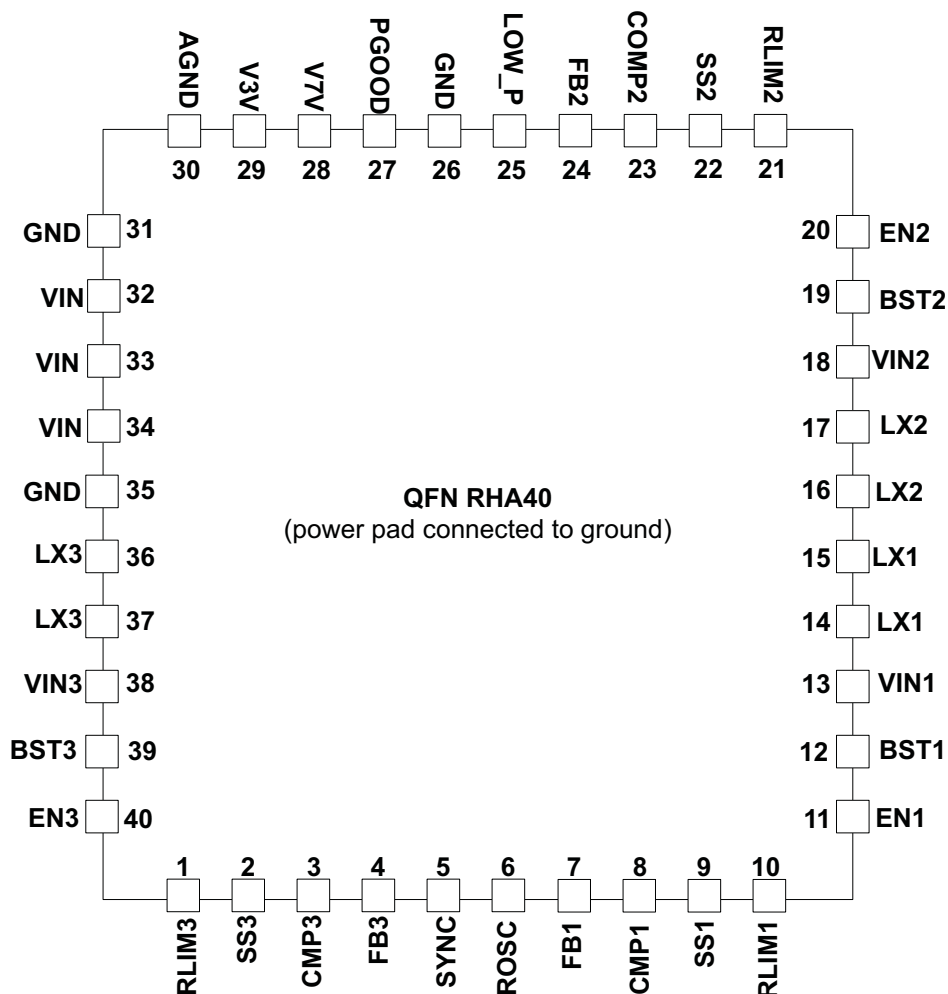 AGND
V3V
V7V
PGOOD
GND
LOW_P
FB2
COMP2
SS2
RLIM2
30
29
28
27
26
25
24
23
22
21
GND 31
VIN 32
VIN 33
VIN 34
GND 35
LX3 36
LX3 37
VIN3 38
BST3 39
EN3 40
QFN RHA40
(power pad connected to ground)
20 EN2
19 BST2
18 VIN2
17 LX2
16 LX2
15 LX1
14 LX1
13 VIN1
12 BST1
11 EN1
1
2
3
4
5
6
7
8
9
10
RLIM3
SS3
CMP3
FB3
SYNC
ROSC
FB1
CMP1
SS1
RLIM1